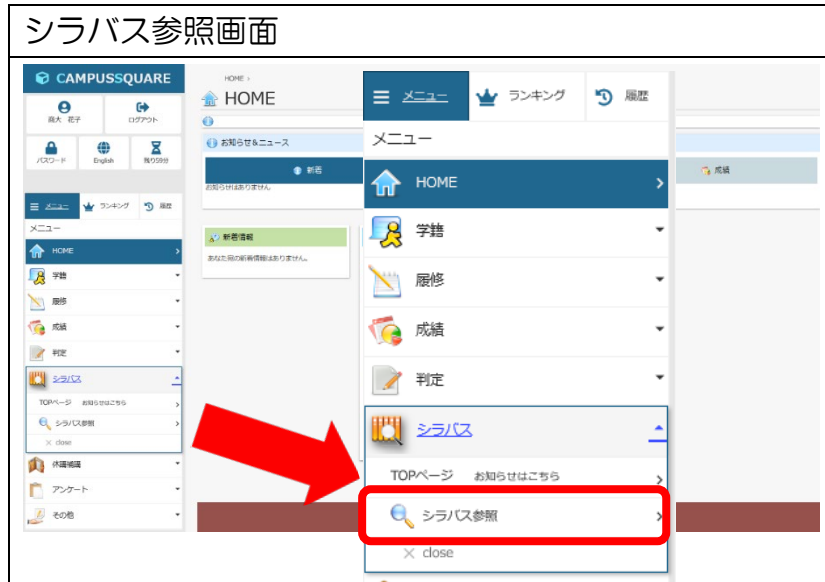 シラバス参照画面
CAMPUSSQUARE
商大 花子 ログアウト
パスワード English 残り59分
メニュー ランキング 履歴
メニュー
HOME
学籍
履修
成績
判定
シラバス
TOPページ お知らせはこちら
シラバス参照
× close
休講補講
アンケート
その他
HOME ›
HOME
お知らせ&ニュース
新着
成績
お知らせはありません。
新着情報
あなた宛の新着情報はありません。
メニュー ランキング 履歴
メニュー
HOME
学籍
履修
成績
判定
シラバス
TOPページ お知らせはこちら
シラバス参照
× close